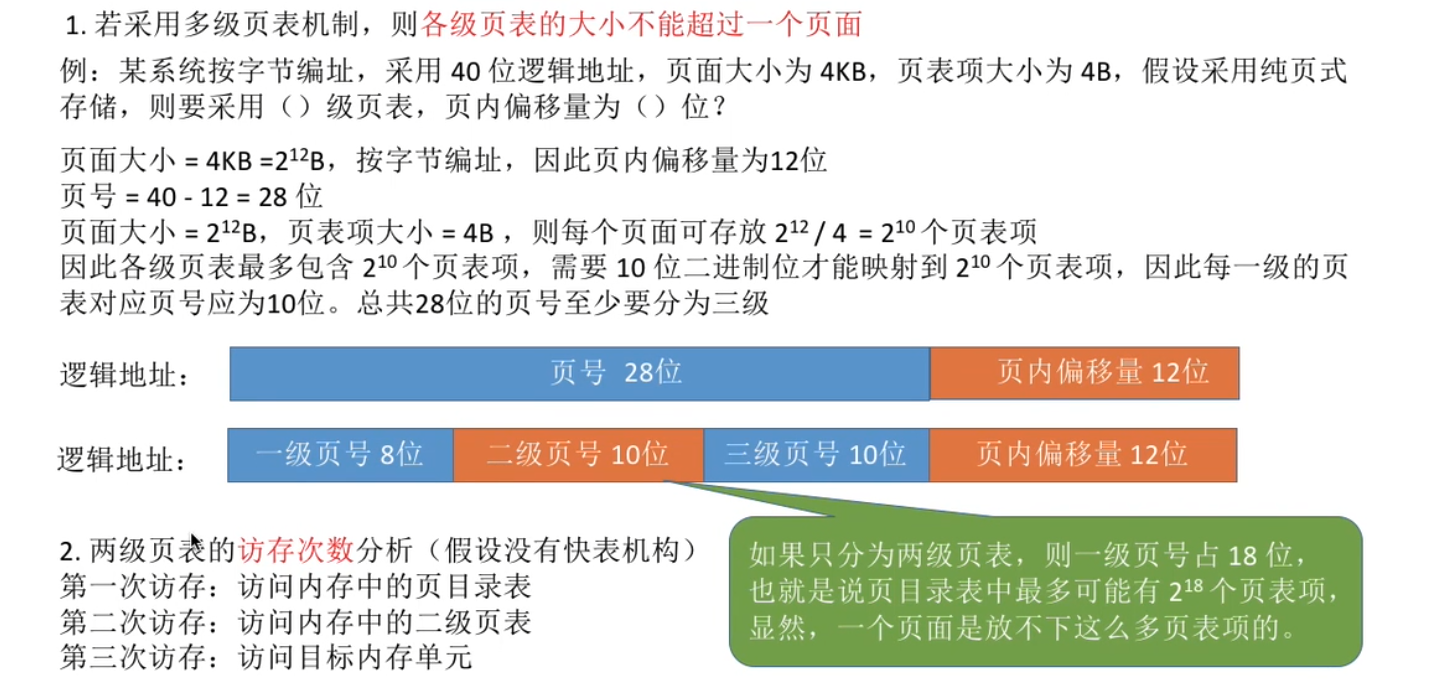 1. 若采用多级页表机制，则各级页表的大小不能超过一个页面
例：某系统按字节编址，采用 40 位逻辑地址，页面大小为 4KB，页表项大小为 4B，假设采用纯页式
存储，则要采用（）级页表，页内偏移量为（）位？
页面大小 = 4KB =2¹²B，按字节编址，因此页内偏移量为12位
页号 = 40 - 12 = 28 位
页面大小 = 2¹²B，页表项大小 = 4B ，则每个页面可存放 2¹² / 4 = 2¹⁰ 个页表项
因此各级页表最多包含 2¹⁰ 个页表项，需要 10 位二进制位才能映射到 2¹⁰ 个页表项，因此每一级的页
表对应页号应为10位。总共28位的页号至少要分为三级
逻辑地址： 页号 28位 页内偏移量 12位
逻辑地址： 一级页号 8位 二级页号 10位 三级页号 10位 页内偏移量 12位
2. 两级页表的访存次数分析（假设没有快表机构）
第一次访存：访问内存中的页目录表
第二次访存：访问内存中的二级页表
第三次访存：访问目标内存单元
如果只分为两级页表，则一级页号占 18 位，
也就是说页目录表中最多可能有 2¹⁸ 个页表项，
显然，一个页面是放不下这么多页表项的。